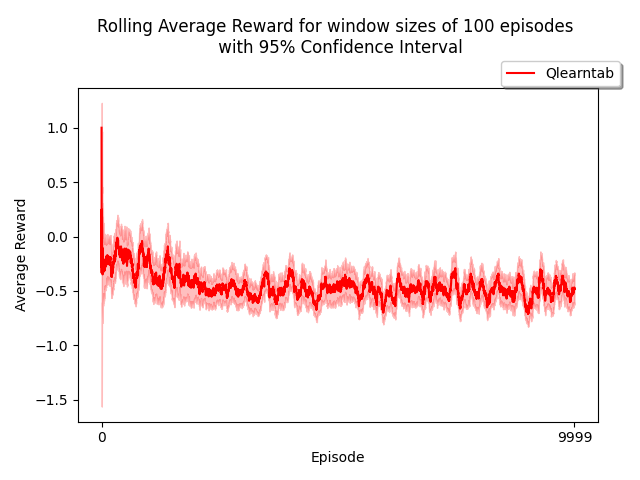 Rolling Average Reward for window sizes of 100 episodes
with 95% Confidence Interval
Qlearntab
1.0
0.5
0.0
−0.5
−1.0
−1.5
Average Reward
0
9999
Episode